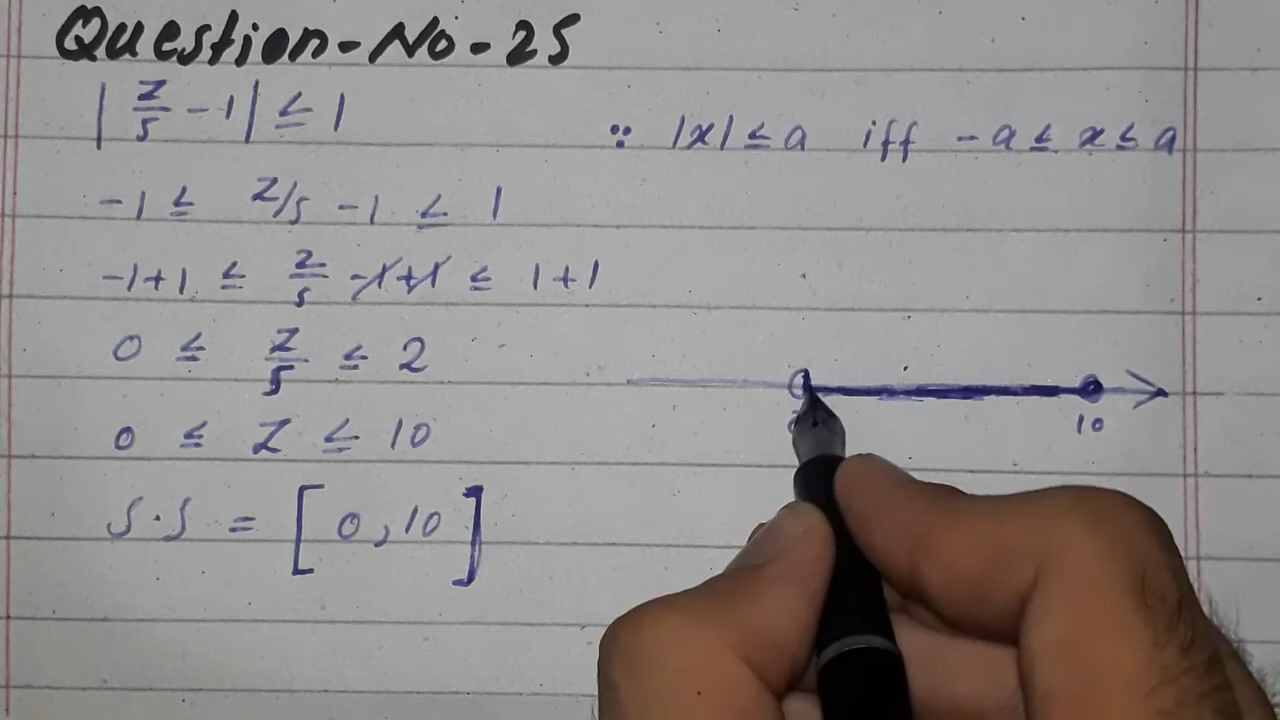 Question-No-25
|z/5 - 1| ≤ 1
∵ |x| ≤ a iff -a ≤ x ≤ a
-1 ≤ z/5 - 1 ≤ 1
-1+1 ≤ z/5 -1+1 ≤ 1+1
0 ≤ z/5 ≤ 2
0 ≤ z ≤ 10
10
S.S = [0,10]